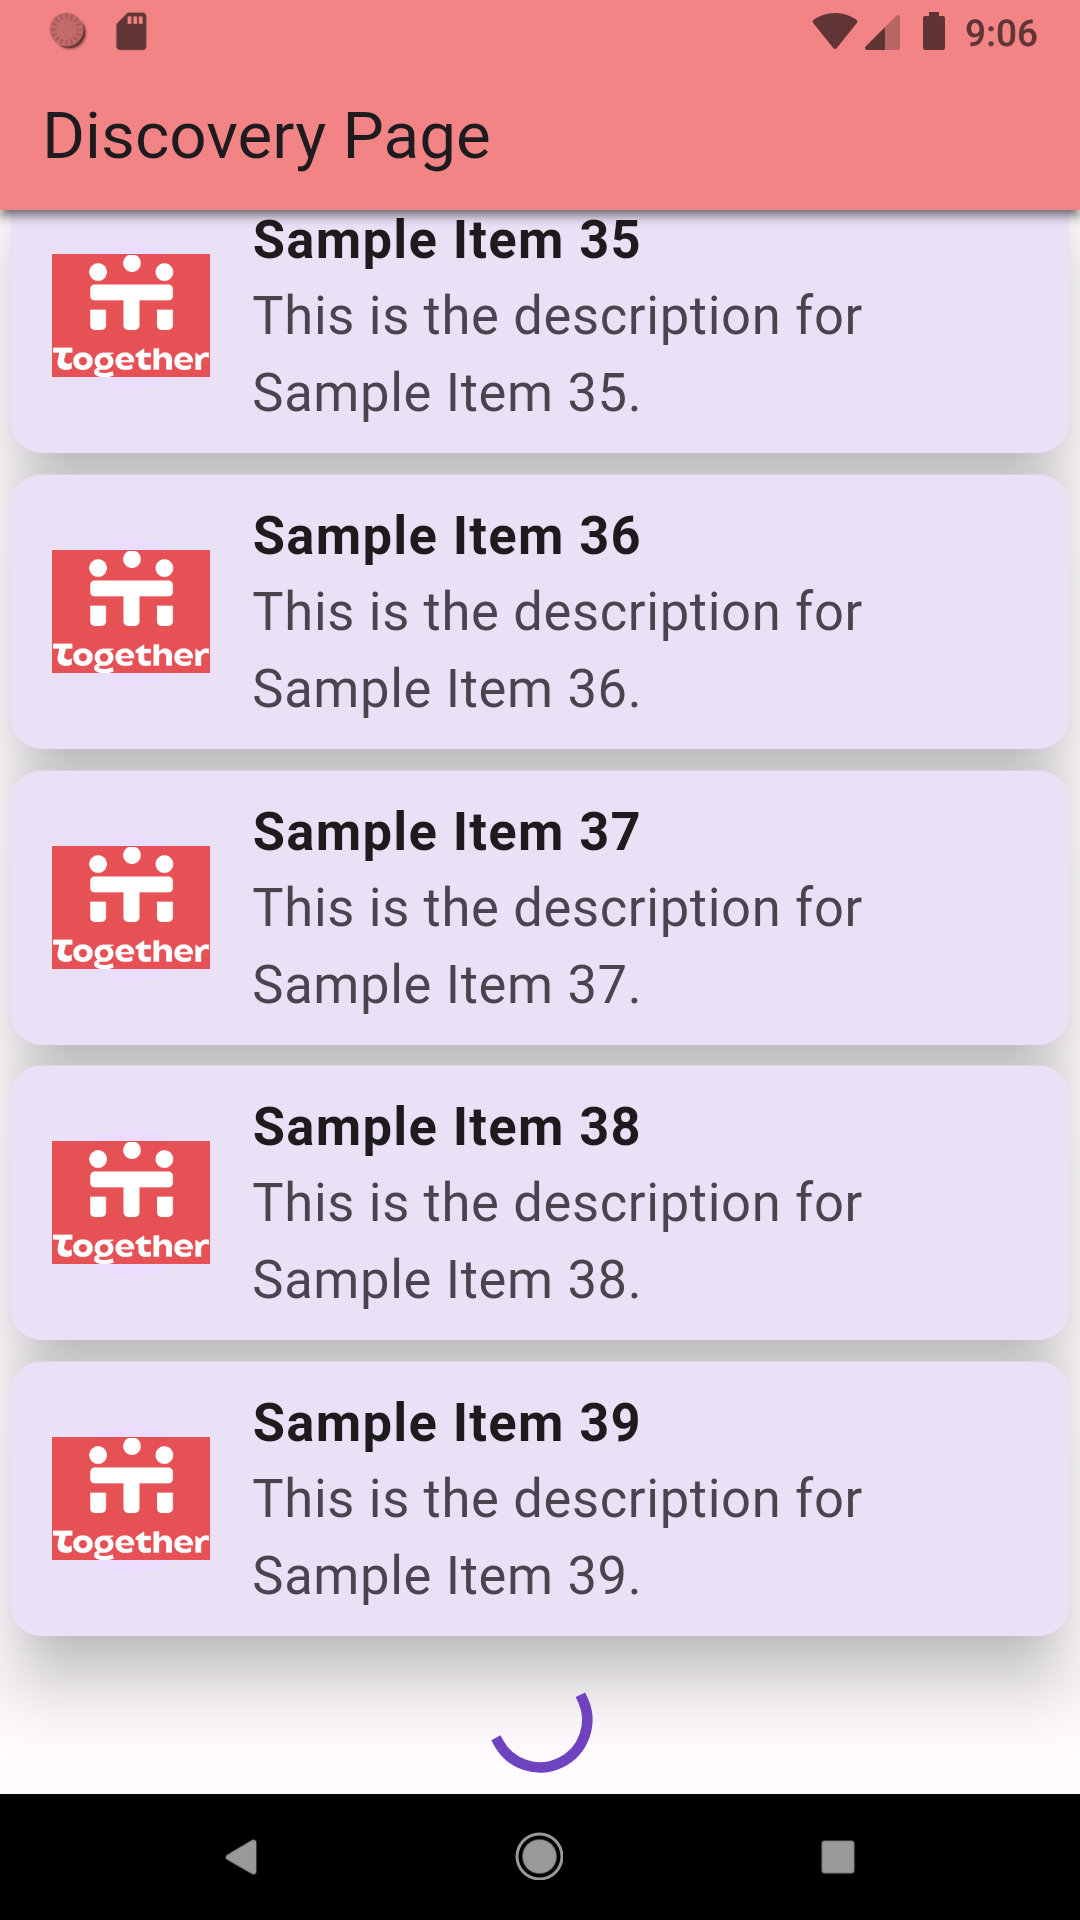 9:06
Discovery Page
Sample Item 35
This is the description for
Sample Item 35.
Together
Sample Item 36
This is the description for
Sample Item 36.
Together
Sample Item 37
This is the description for
Sample Item 37.
Together
Sample Item 38
This is the description for
Sample Item 38.
Together
Sample Item 39
This is the description for
Sample Item 39.
Together